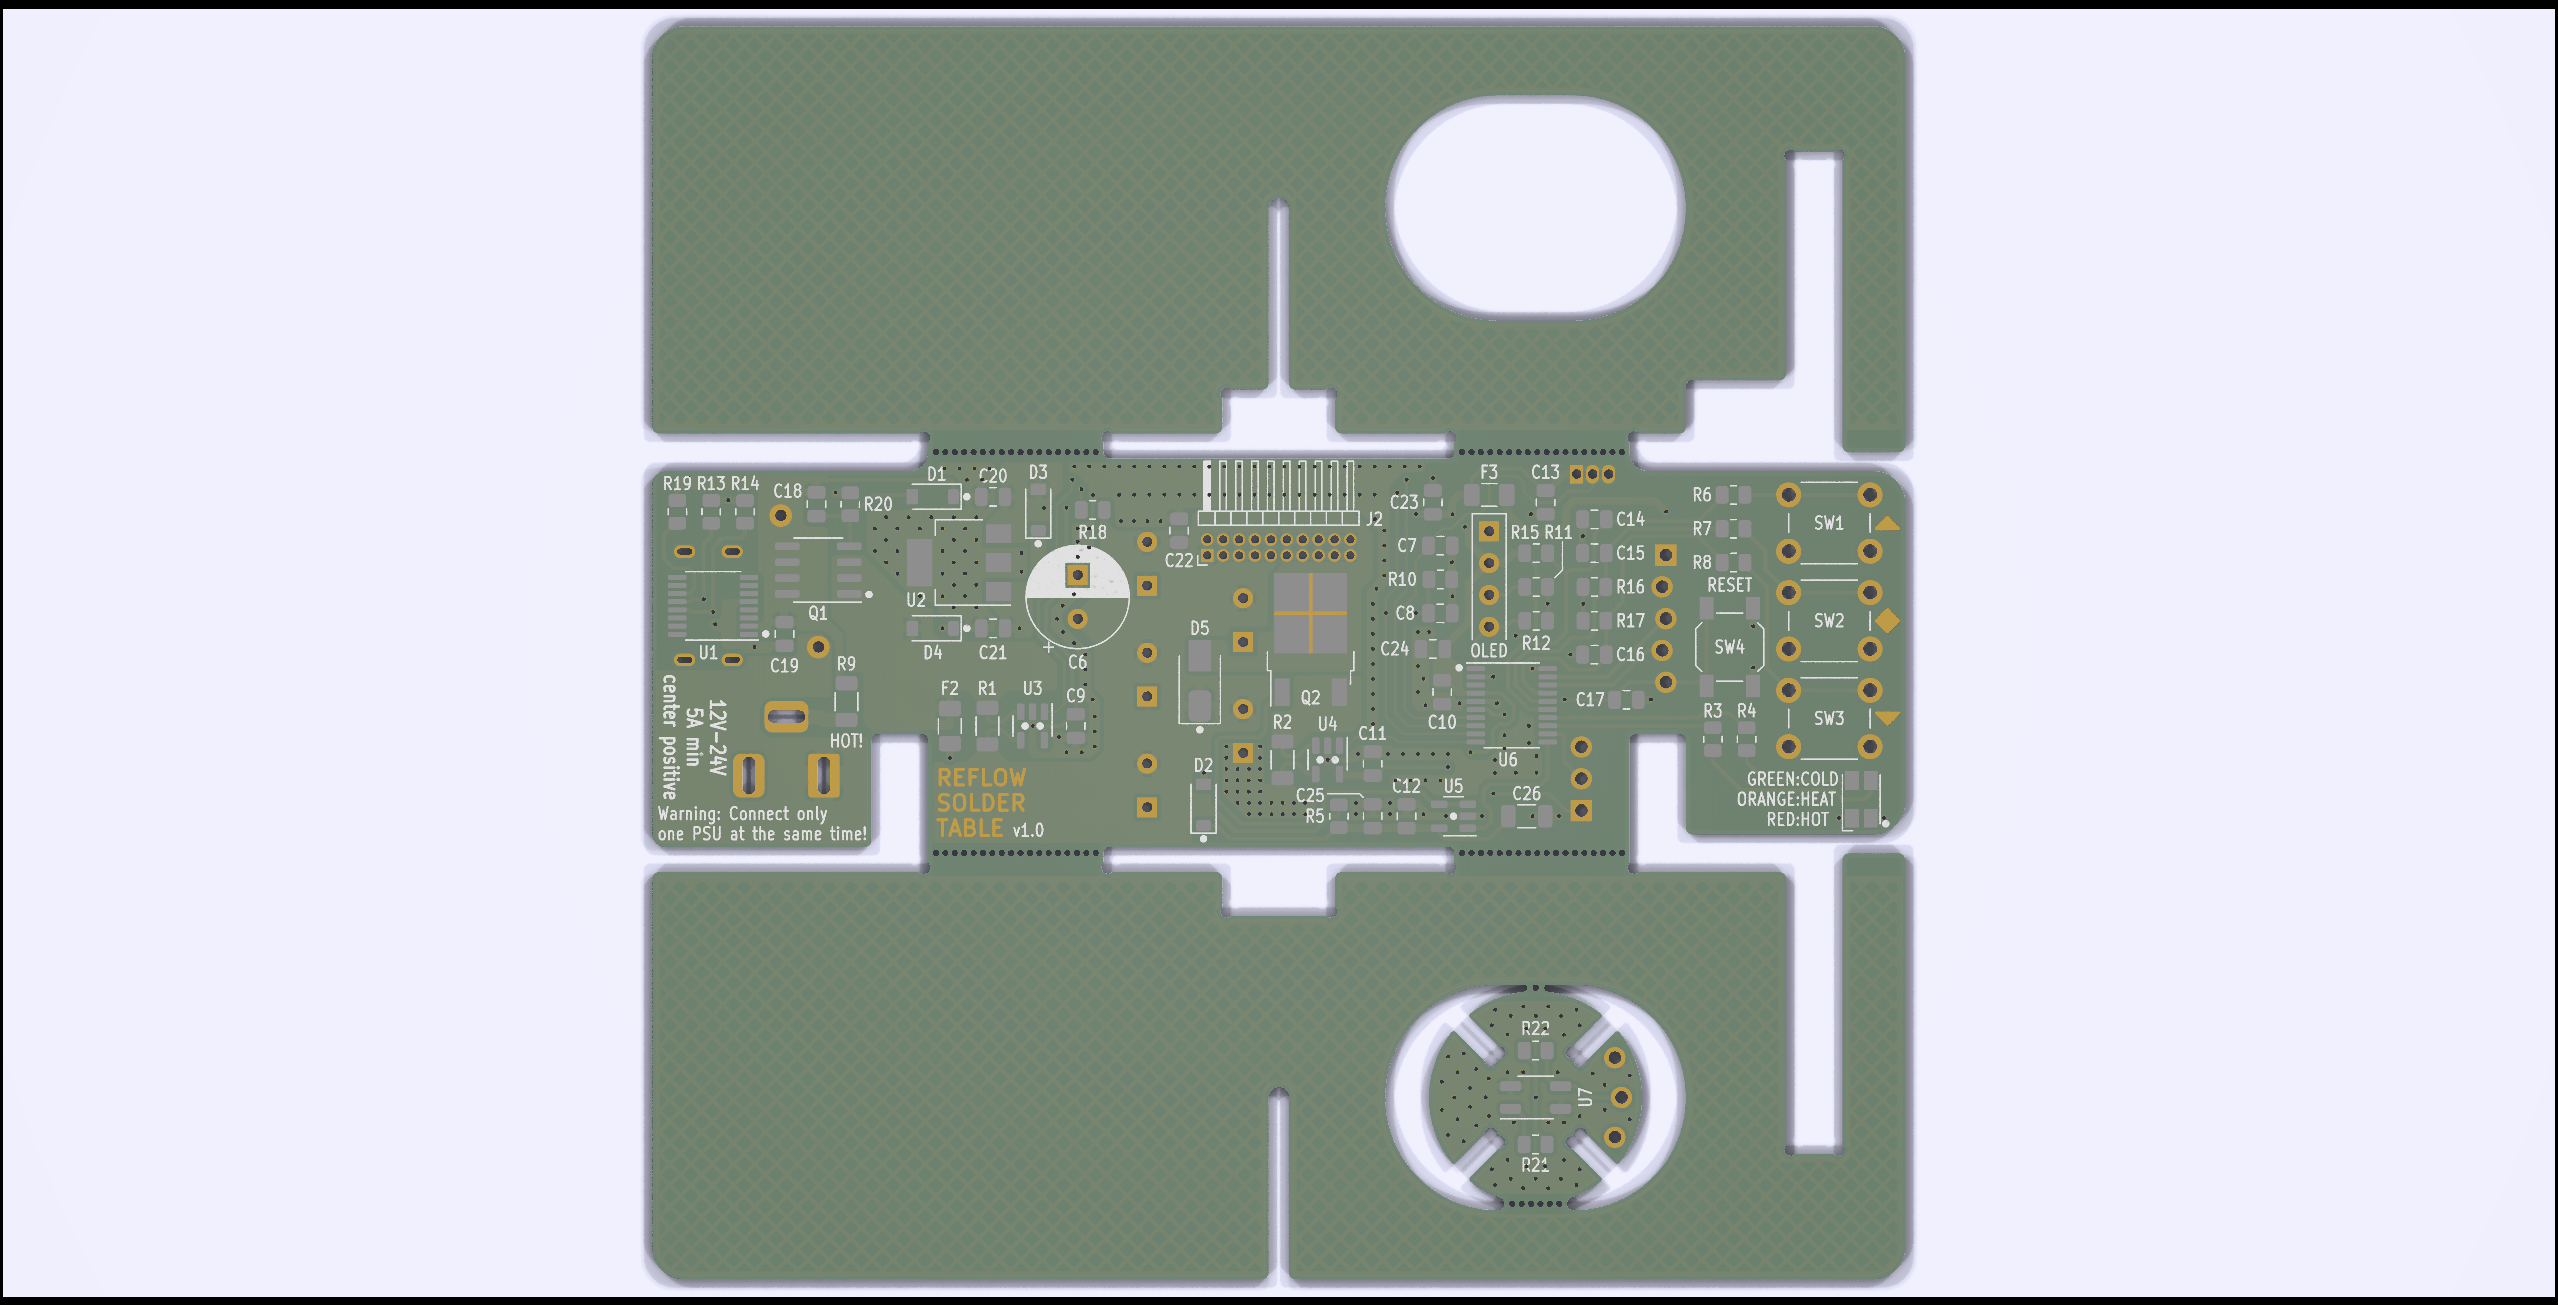 R19 R13 R14
C18
R20
D1
C20
D3
R18
C22
J2
C23
F3
C13
C7
R15 R11
C14
C15
R10
R16
C8
R17
R12
C24
OLED
C16
R6
R7
R8
RESET
SW1
SW2
SW4
SW3
U1
Q1
C19
R9
U2
D4
C21
+
C6
D5
Q2
HOT!
F2
R1
U3
C9
R2
U4
C11
C10
U6
C17
R3
R4
D2
C25
R5
C12
U5
C26
12V-24V
5A min
center positive
Warning: Connect only
one PSU at the same time!
REFLOW
SOLDER
TABLE v1.0
GREEN:COLD
ORANGE:HEAT
RED:HOT
R22
U7
R21